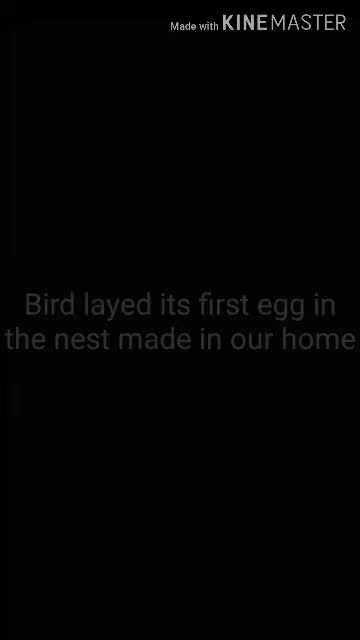 Made with KINEMASTER
Bird layed its first egg in
the nest made in our home